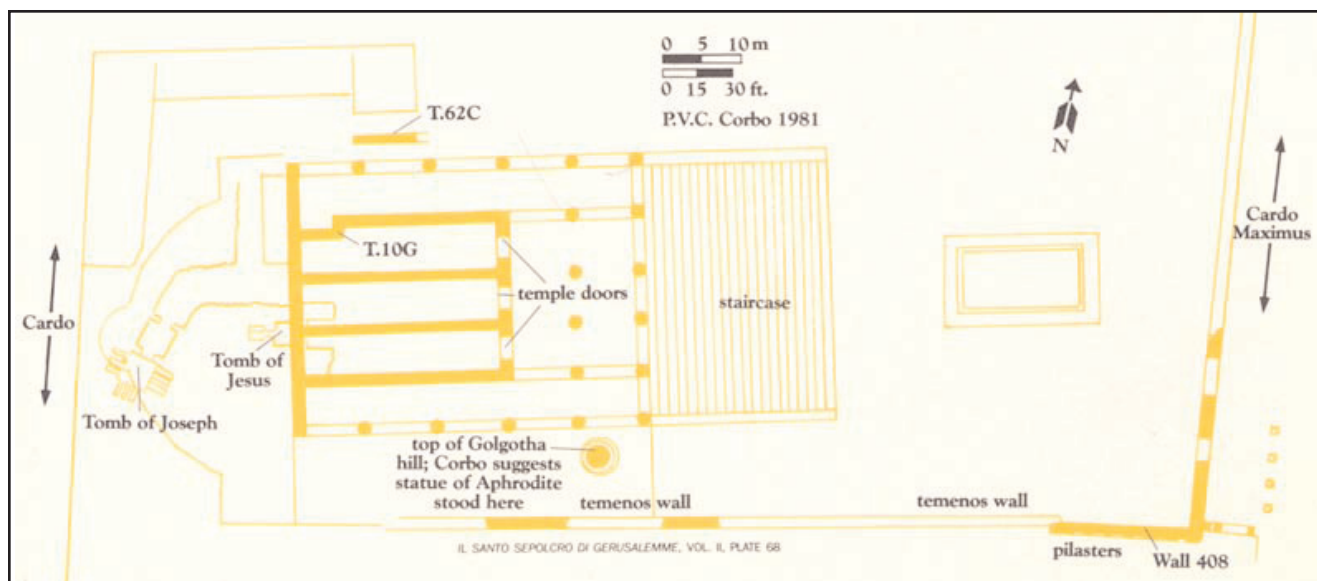 0 5 10 m
0 15 30 ft.
P.V.C. Corbo 1981
N
T.62C
T.10G
temple doors
staircase
Cardo
Maximus
Cardo
Tomb of
Jesus
Tomb of Joseph
top of Golgotha
hill; Corbo suggests
statue of Aphrodite
stood here
temenos wall
temenos wall
pilasters
Wall 408
IL SANTO SEPOLCRO DI GERUSALEMME, VOL. II, PLATE 68